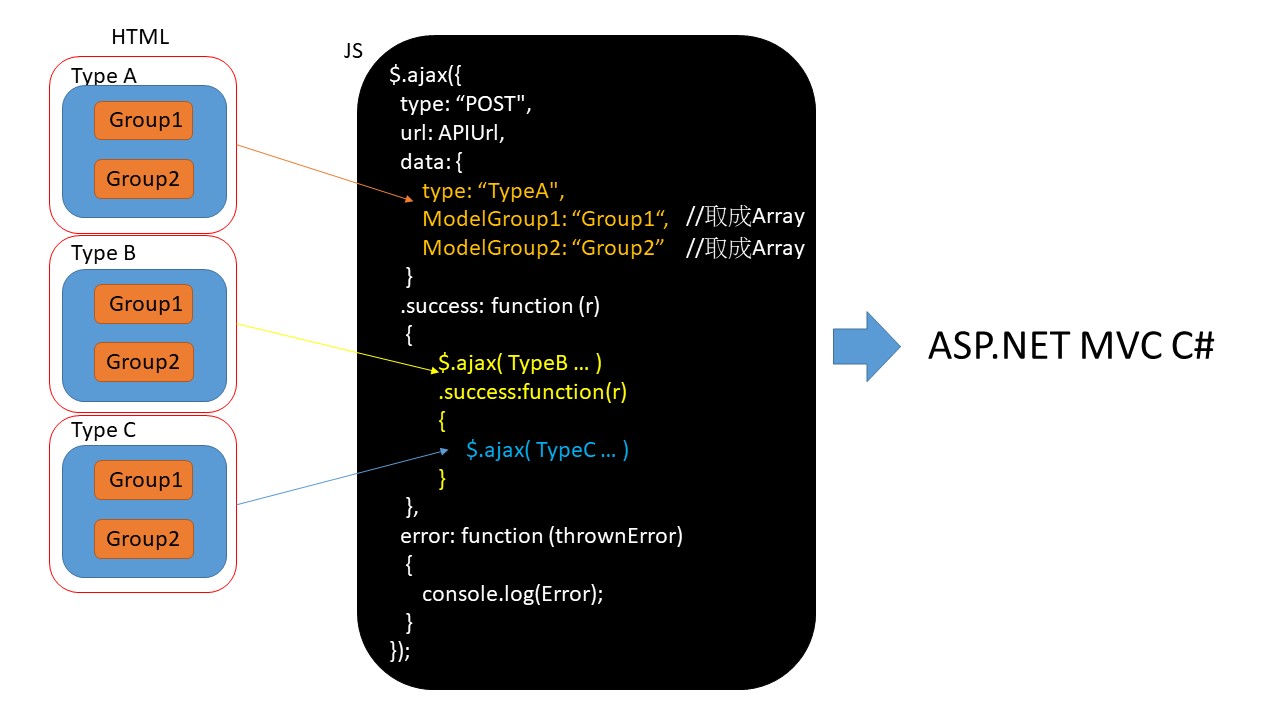 HTML
Type A
Group1
Group2
Type B
Group1
Group2
Type C
Group1
Group2
JS
$.ajax({
type: “POST",
url: APIUrl,
data: {
type: “TypeA",
ModelGroup1: “Group1“, //取成Array
ModelGroup2: “Group2” //取成Array
}
.success: function (r)
{
$.ajax( TypeB ... )
.success:function(r)
{
$.ajax( TypeC ... )
}
},
error: function (thrownError)
{
console.log(Error);
}
});
ASP.NET MVC C#